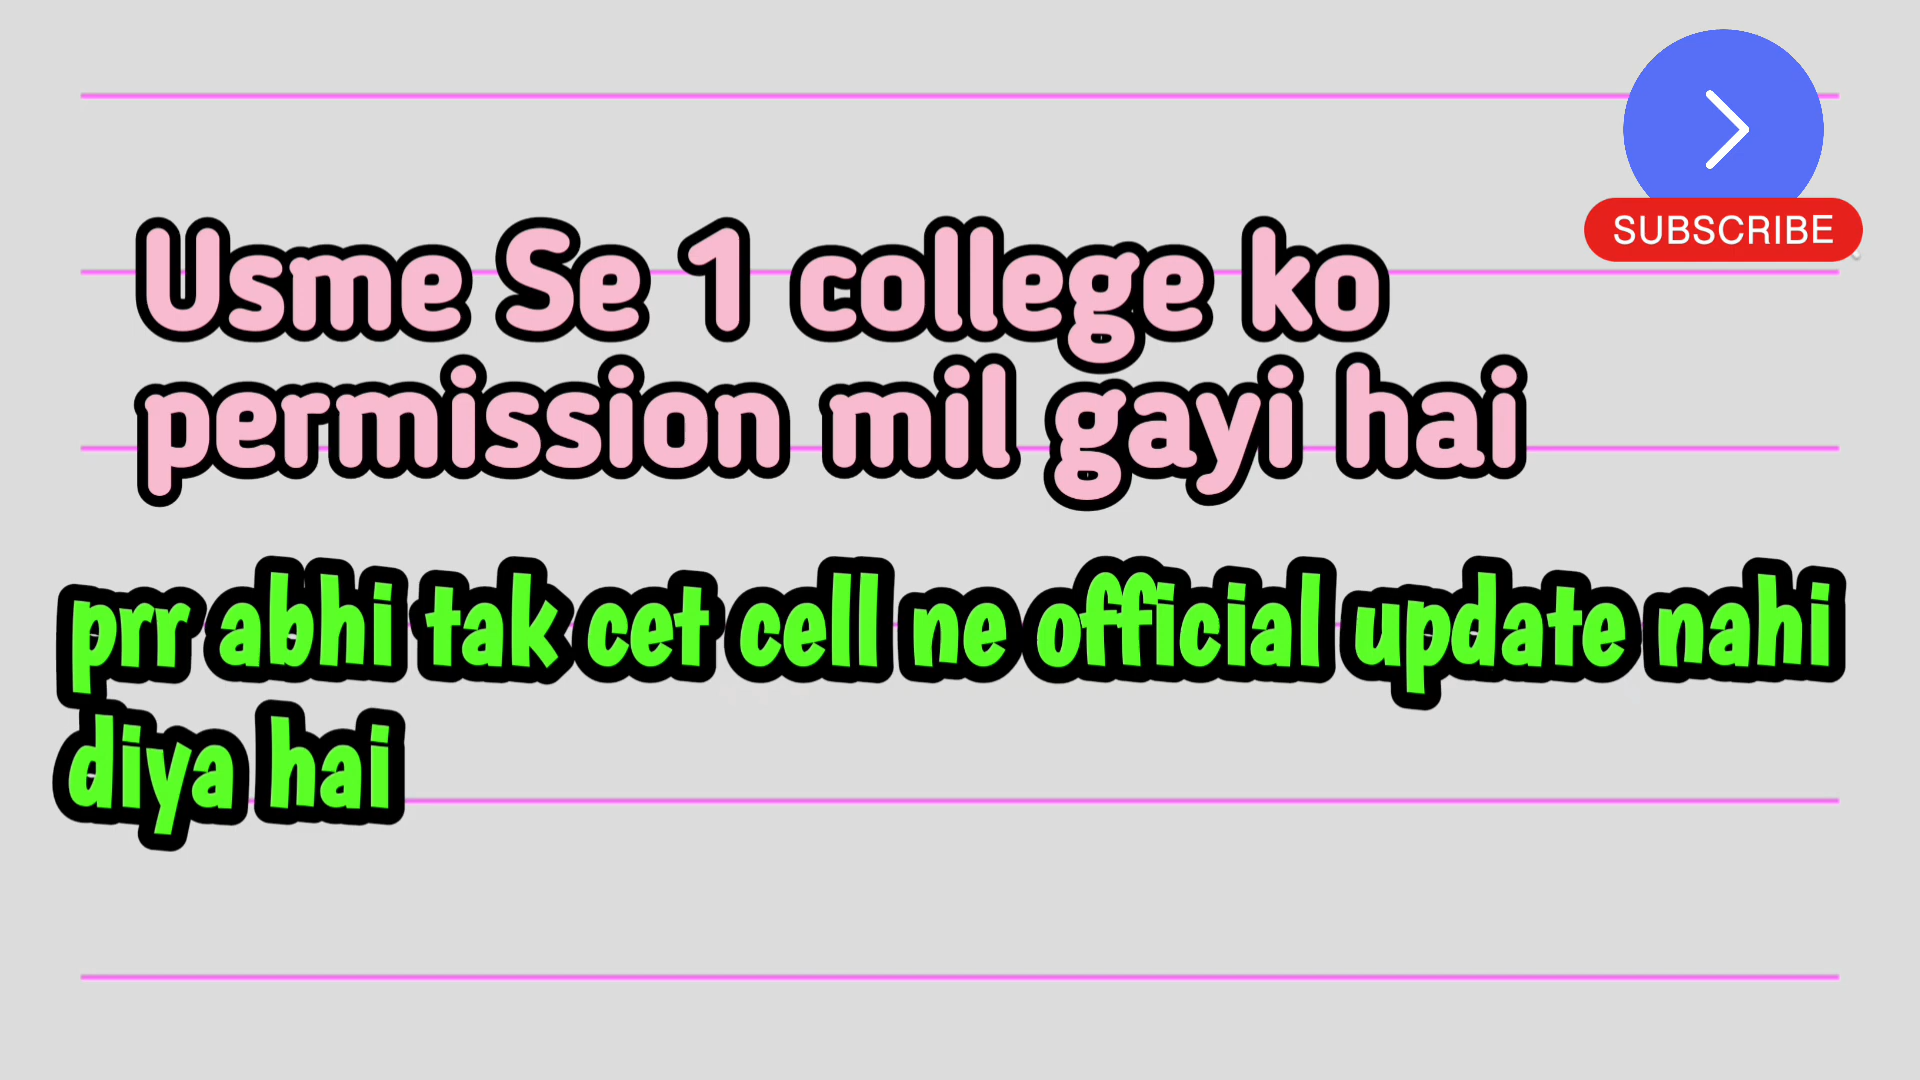 SUBSCRIBE
Usme Se 1 college ko
permission mil gayi hai
prr abhi tak cet cell ne official update nahi
diya hai